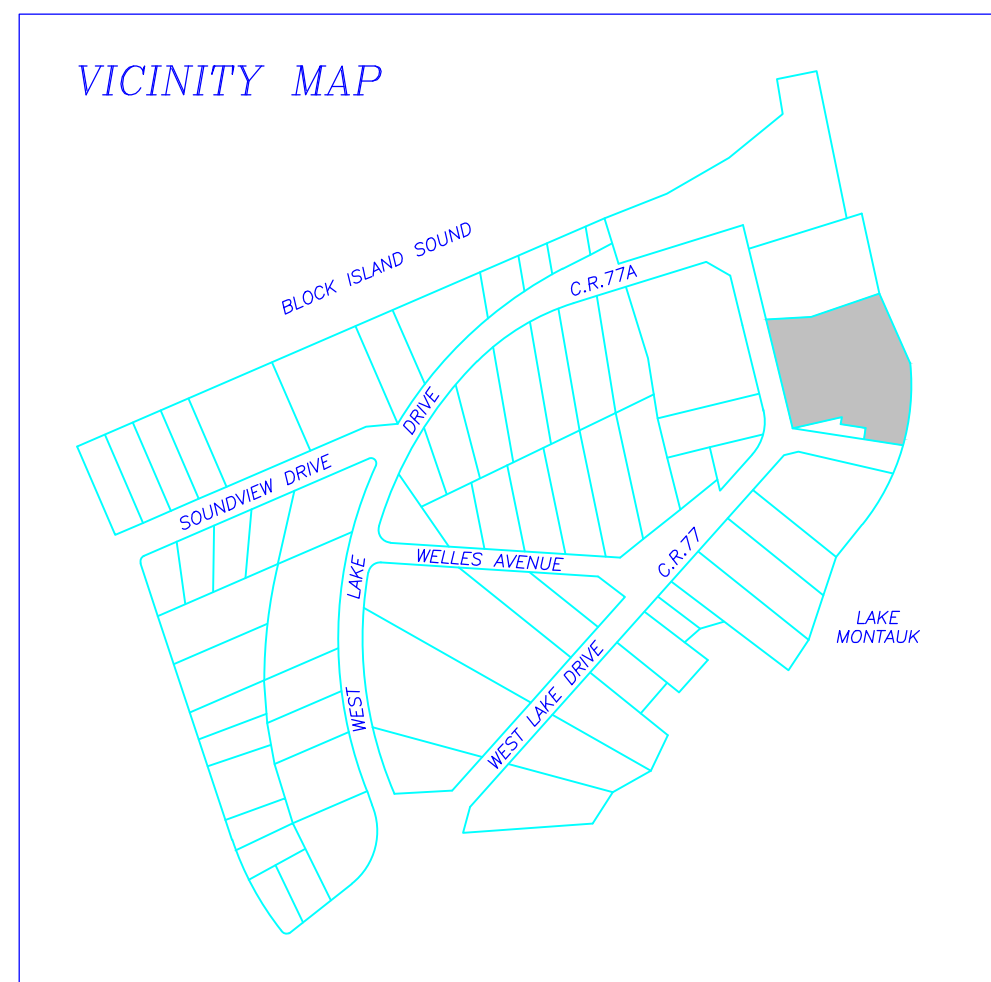 VICINITY MAP
BLOCK ISLAND SOUND
C.R.77A
DRIVE
SOUNDVIEW DRIVE
WELLES AVENUE
C.R.77
LAKE
WEST
LAKE
MONTAUK
WEST LAKE DRIVE